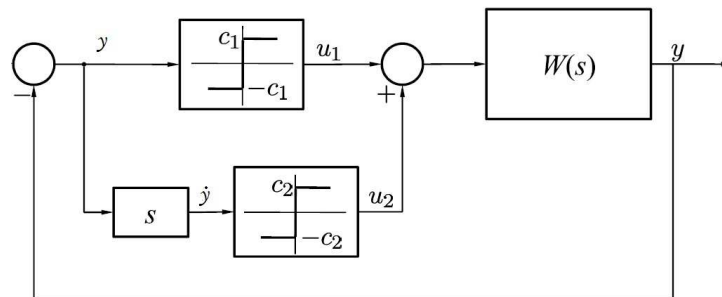 y
c₁
−c₁
u₁
−
+
W(s)
y
s
ẏ
c₂
−c₂
u₂